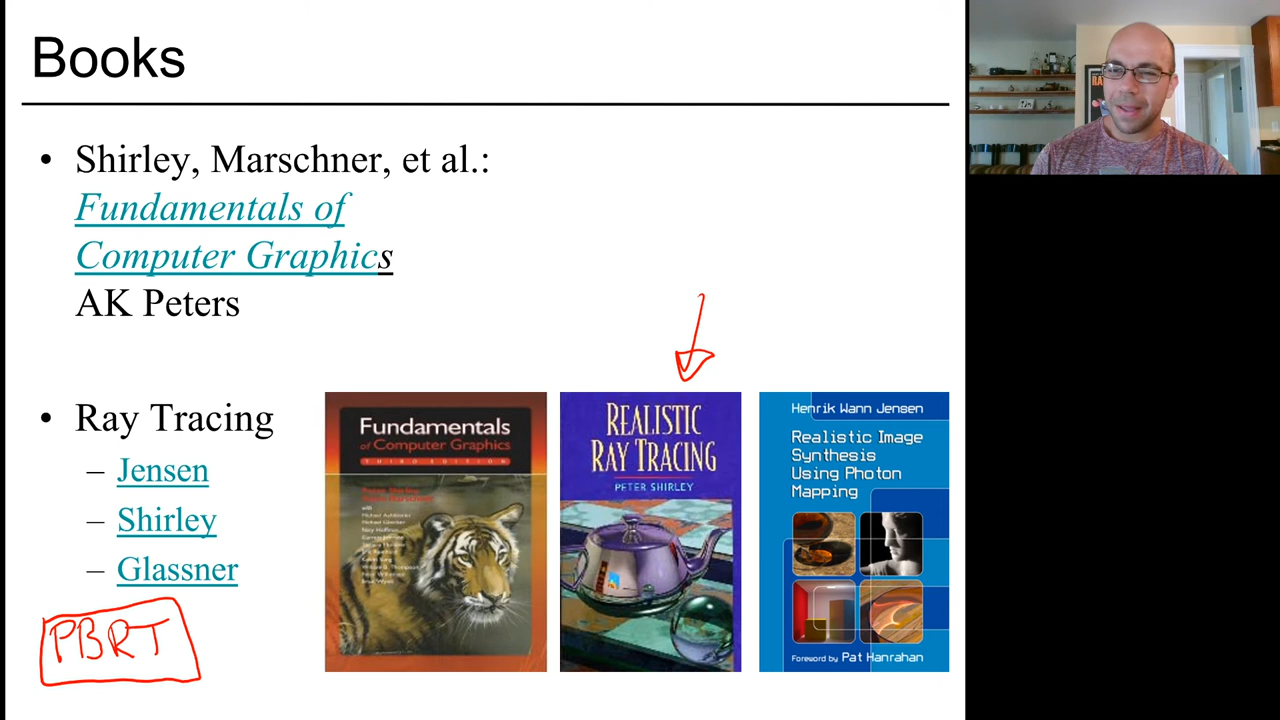 Books
• Shirley, Marschner, et al.:
Fundamentals of
Computer Graphics
AK Peters
• Ray Tracing
– Jensen
– Shirley
– Glassner
PBRT
Fundamentals
of Computer Graphics
THIRD EDITION
REALISTIC
RAY TRACING
PETER SHIRLEY
Henrik Wann Jensen
Realistic Image
Synthesis
Using Photon
Mapping
Foreword by Pat Hanrahan